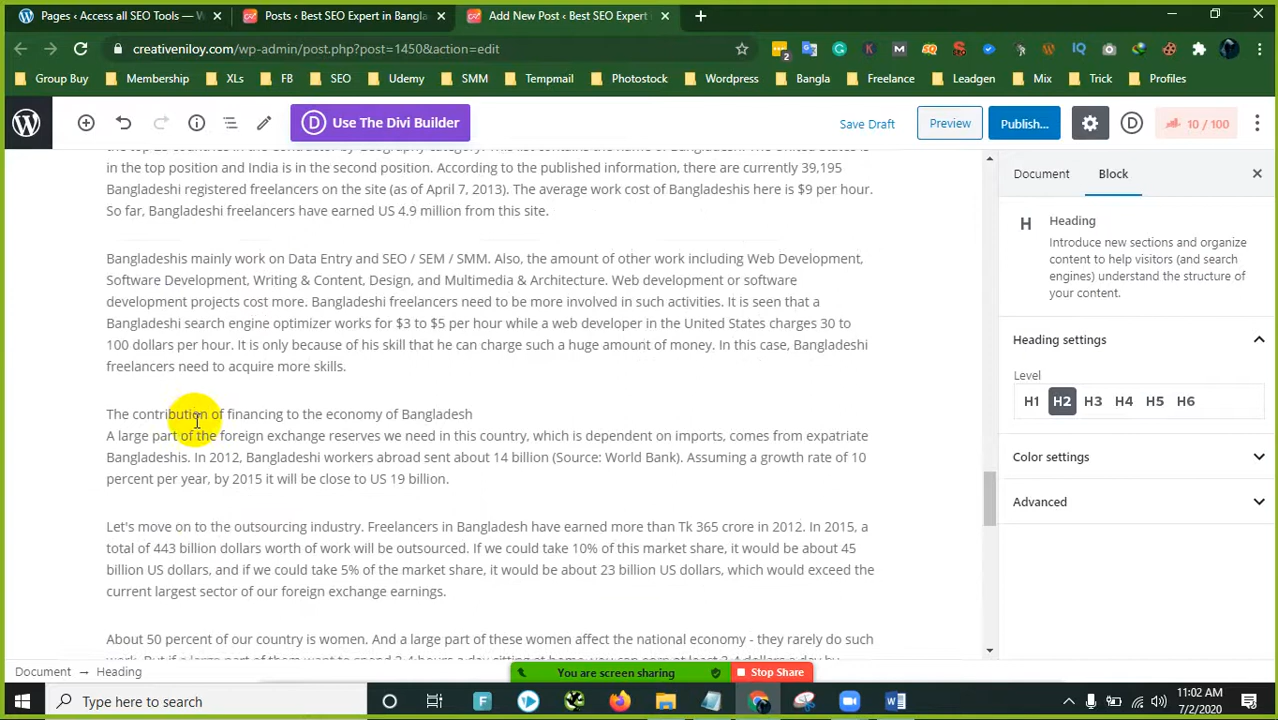 Pages ‹ Access all SEO Tools — W
Posts ‹ Best SEO Expert in Bangla
Add New Post ‹ Best SEO Expert
creativeniloy.com/wp-admin/post.php?post=1450&action=edit
Group Buy Membership XLs FB SEO Udemy SMM Tempmail Photostock Wordpress Bangla Freelance Leadgen Mix Trick Profiles
Use The Divi Builder
Save Draft Preview Publish... 10 / 100
in the top position and India is in the second position. According to the published information, there are currently 39,195
Bangladeshi registered freelancers on the site (as of April 7, 2013). The average work cost of Bangladeshis here is $9 per hour.
So far, Bangladeshi freelancers have earned US 4.9 million from this site.
Bangladeshis mainly work on Data Entry and SEO / SEM / SMM. Also, the amount of other work including Web Development,
Software Development, Writing & Content, Design, and Multimedia & Architecture. Web development or software
development projects cost more. Bangladeshi freelancers need to be more involved in such activities. It is seen that a
Bangladeshi search engine optimizer works for $3 to $5 per hour while a web developer in the United States charges 30 to
100 dollars per hour. It is only because of his skill that he can charge such a huge amount of money. In this case, Bangladeshi
freelancers need to acquire more skills.
The contribution of financing to the economy of Bangladesh
A large part of the foreign exchange reserves we need in this country, which is dependent on imports, comes from expatriate
Bangladeshis. In 2012, Bangladeshi workers abroad sent about 14 billion (Source: World Bank). Assuming a growth rate of 10
percent per year, by 2015 it will be close to US 19 billion.
Let's move on to the outsourcing industry. Freelancers in Bangladesh have earned more than Tk 365 crore in 2012. In 2015, a
total of 443 billion dollars worth of work will be outsourced. If we could take 10% of this market share, it would be about 45
billion US dollars, and if we could take 5% of the market share, it would be about 23 billion US dollars, which would exceed the
current largest sector of our foreign exchange earnings.
About 50 percent of our country is women. And a large part of these women affect the national economy - they rarely do such
Document Block
Heading
Introduce new sections and organize
content to help visitors (and search
engines) understand the structure of
your content.
Heading settings
Level
H1 H2 H3 H4 H5 H6
Color settings
Advanced
Document → Heading
You are screen sharing Stop Share
Type here to search
11:02 AM
7/2/2020